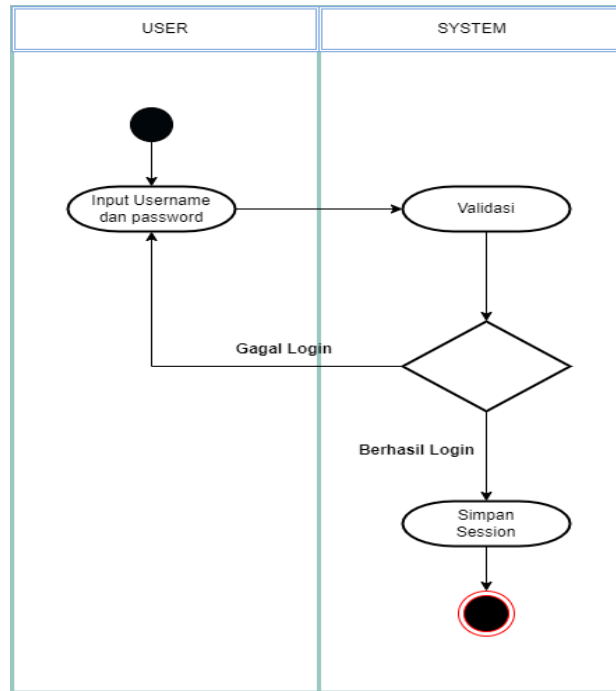 USER
SYSTEM
Input Username
dan password
Validasi
Gagal Login
Berhasil Login
Simpan
Session